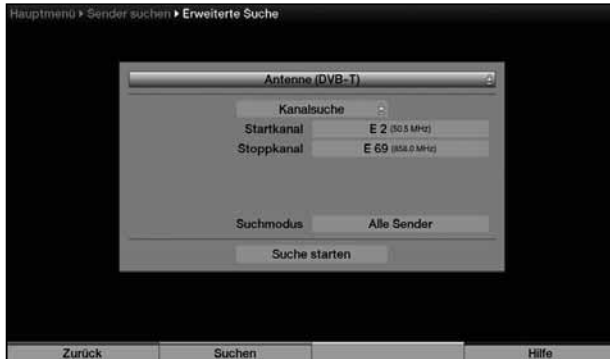 Hauptmenü ▸ Sender suchen ▸ Erweiterte Suche
Antenne (DVB-T)
Kanalsuche
Startkanal E 2 (50.5 MHz)
Stoppkanal E 69 (858.0 MHz)
Suchmodus Alle Sender
Suche starten
Zurück Suchen Hilfe